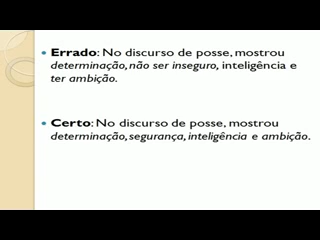 Errado: No discurso de posse, mostrou
determinação, não ser inseguro, inteligência e
ter ambição.
Certo: No discurso de posse, mostrou
determinação, segurança, inteligência e ambição.